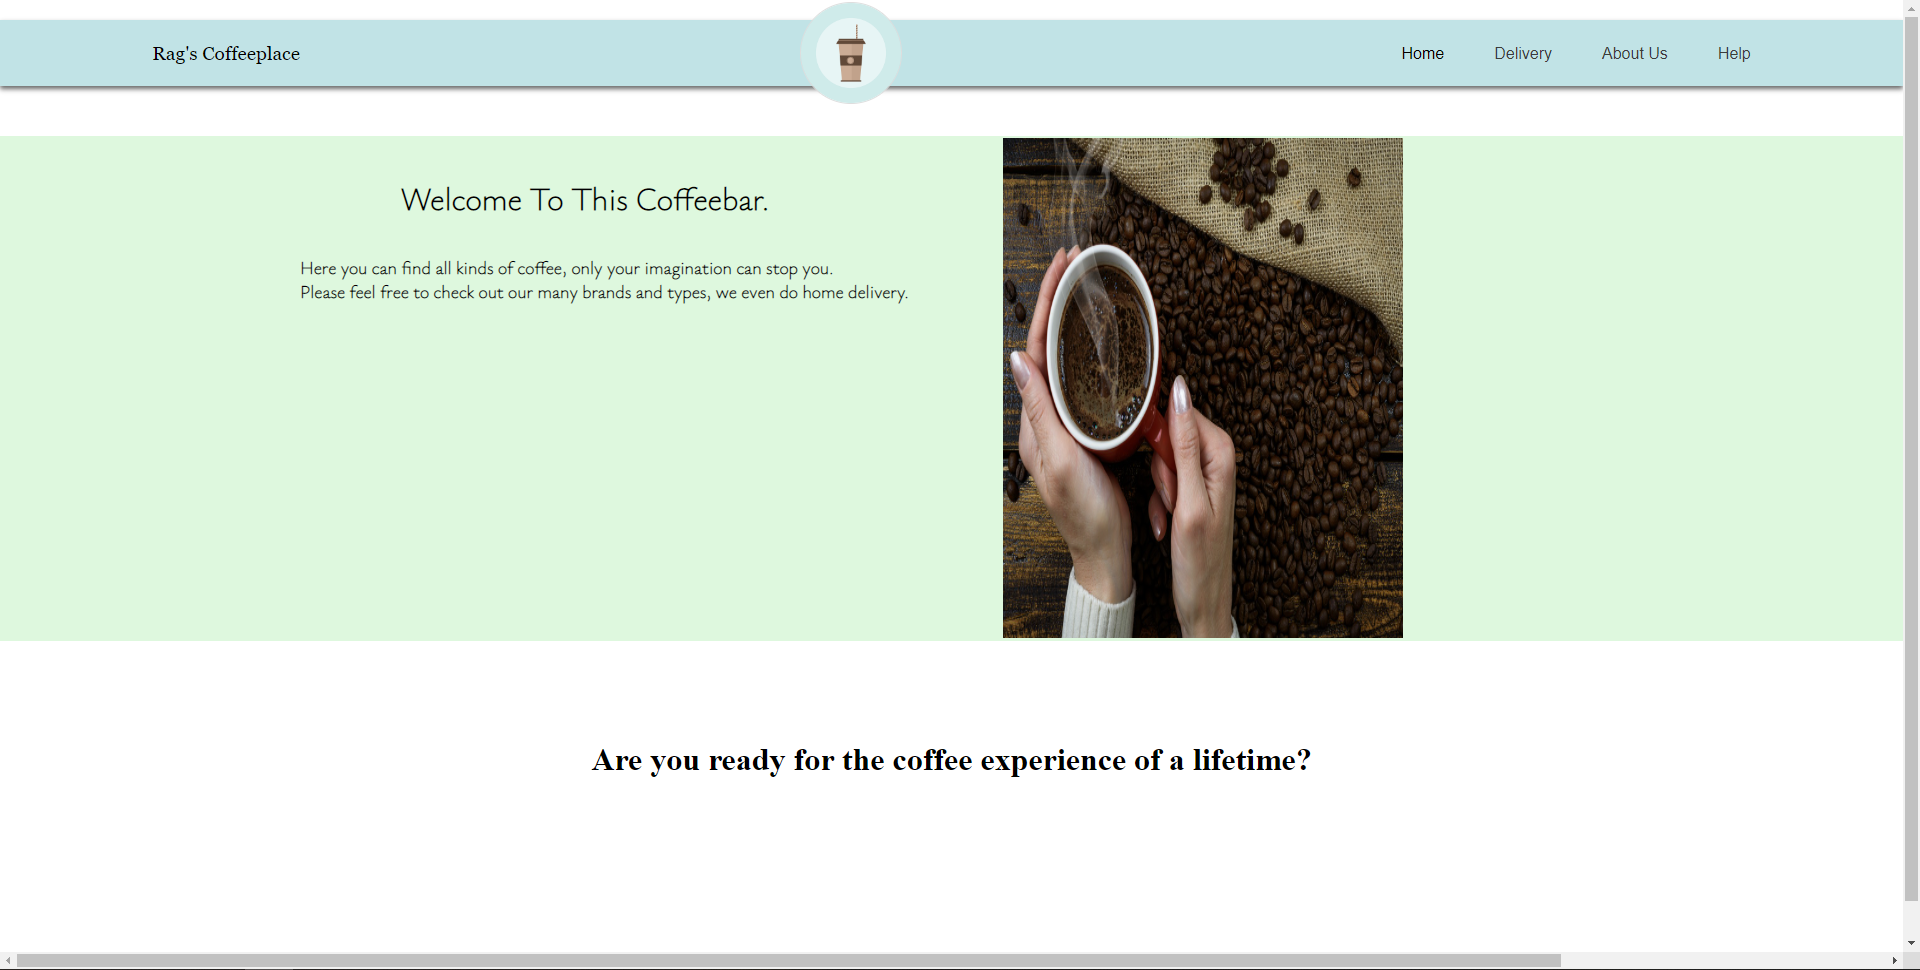 Rag's Coffeeplace
Home Delivery About Us Help
Welcome To This Coffeebar.
Here you can find all kinds of coffee, only your imagination can stop you.
Please feel free to check out our many brands and types, we even do home delivery.
Are you ready for the coffee experience of a lifetime?